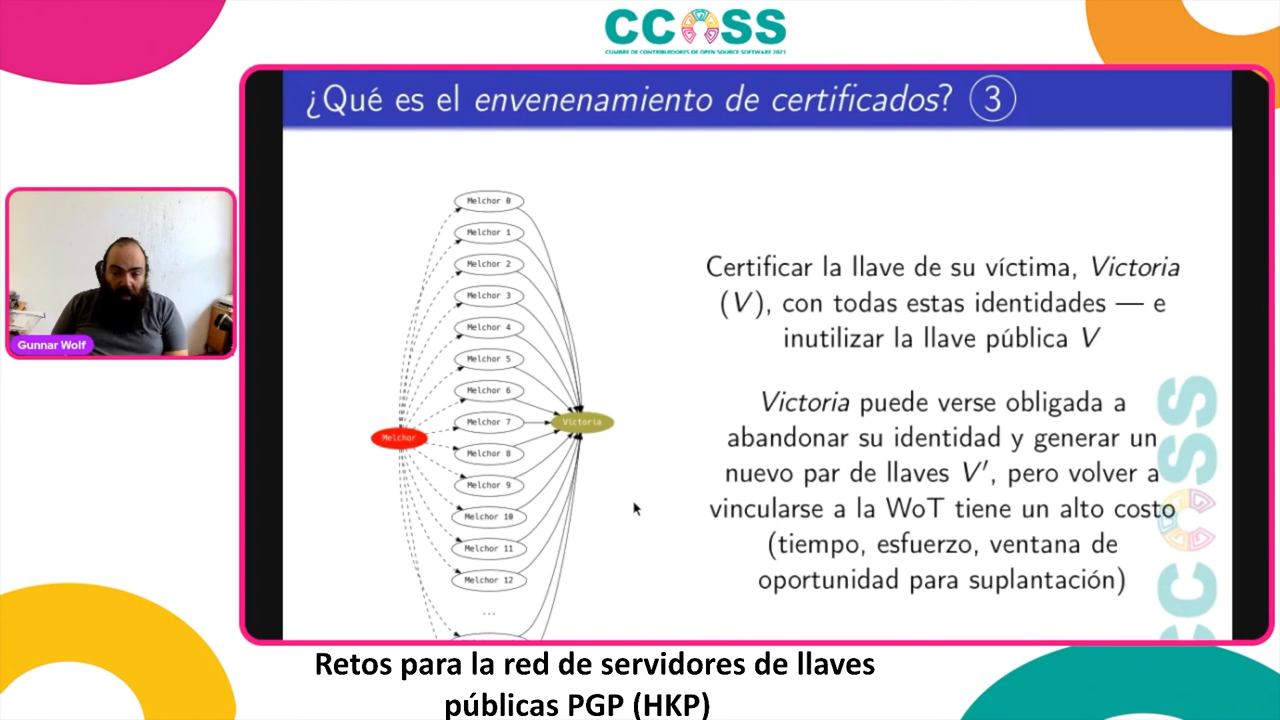 CCOSS
CUMBRE DE CONTRIBUIDORES DE OPEN SOURCE SOFTWARE 2021
¿Qué es el envenenamiento de certificados? 3
Melchor 0
Melchor 1
Melchor 2
Melchor 3
Melchor 4
Melchor 5
Melchor 6
Melchor 7
Melchor 8
Melchor 9
Melchor 10
Melchor 11
Melchor 12
...
Melchor
Victoria
Certificar la llave de su víctima, Victoria
(V), con todas estas identidades — e
inutilizar la llave pública V
Victoria puede verse obligada a
abandonar su identidad y generar un
nuevo par de llaves V′, pero volver a
vincularse a la WoT tiene un alto costo
(tiempo, esfuerzo, ventana de
oportunidad para suplantación)
CCOSS
Gunnar Wolf
Retos para la red de servidores de llaves
públicas PGP (HKP)